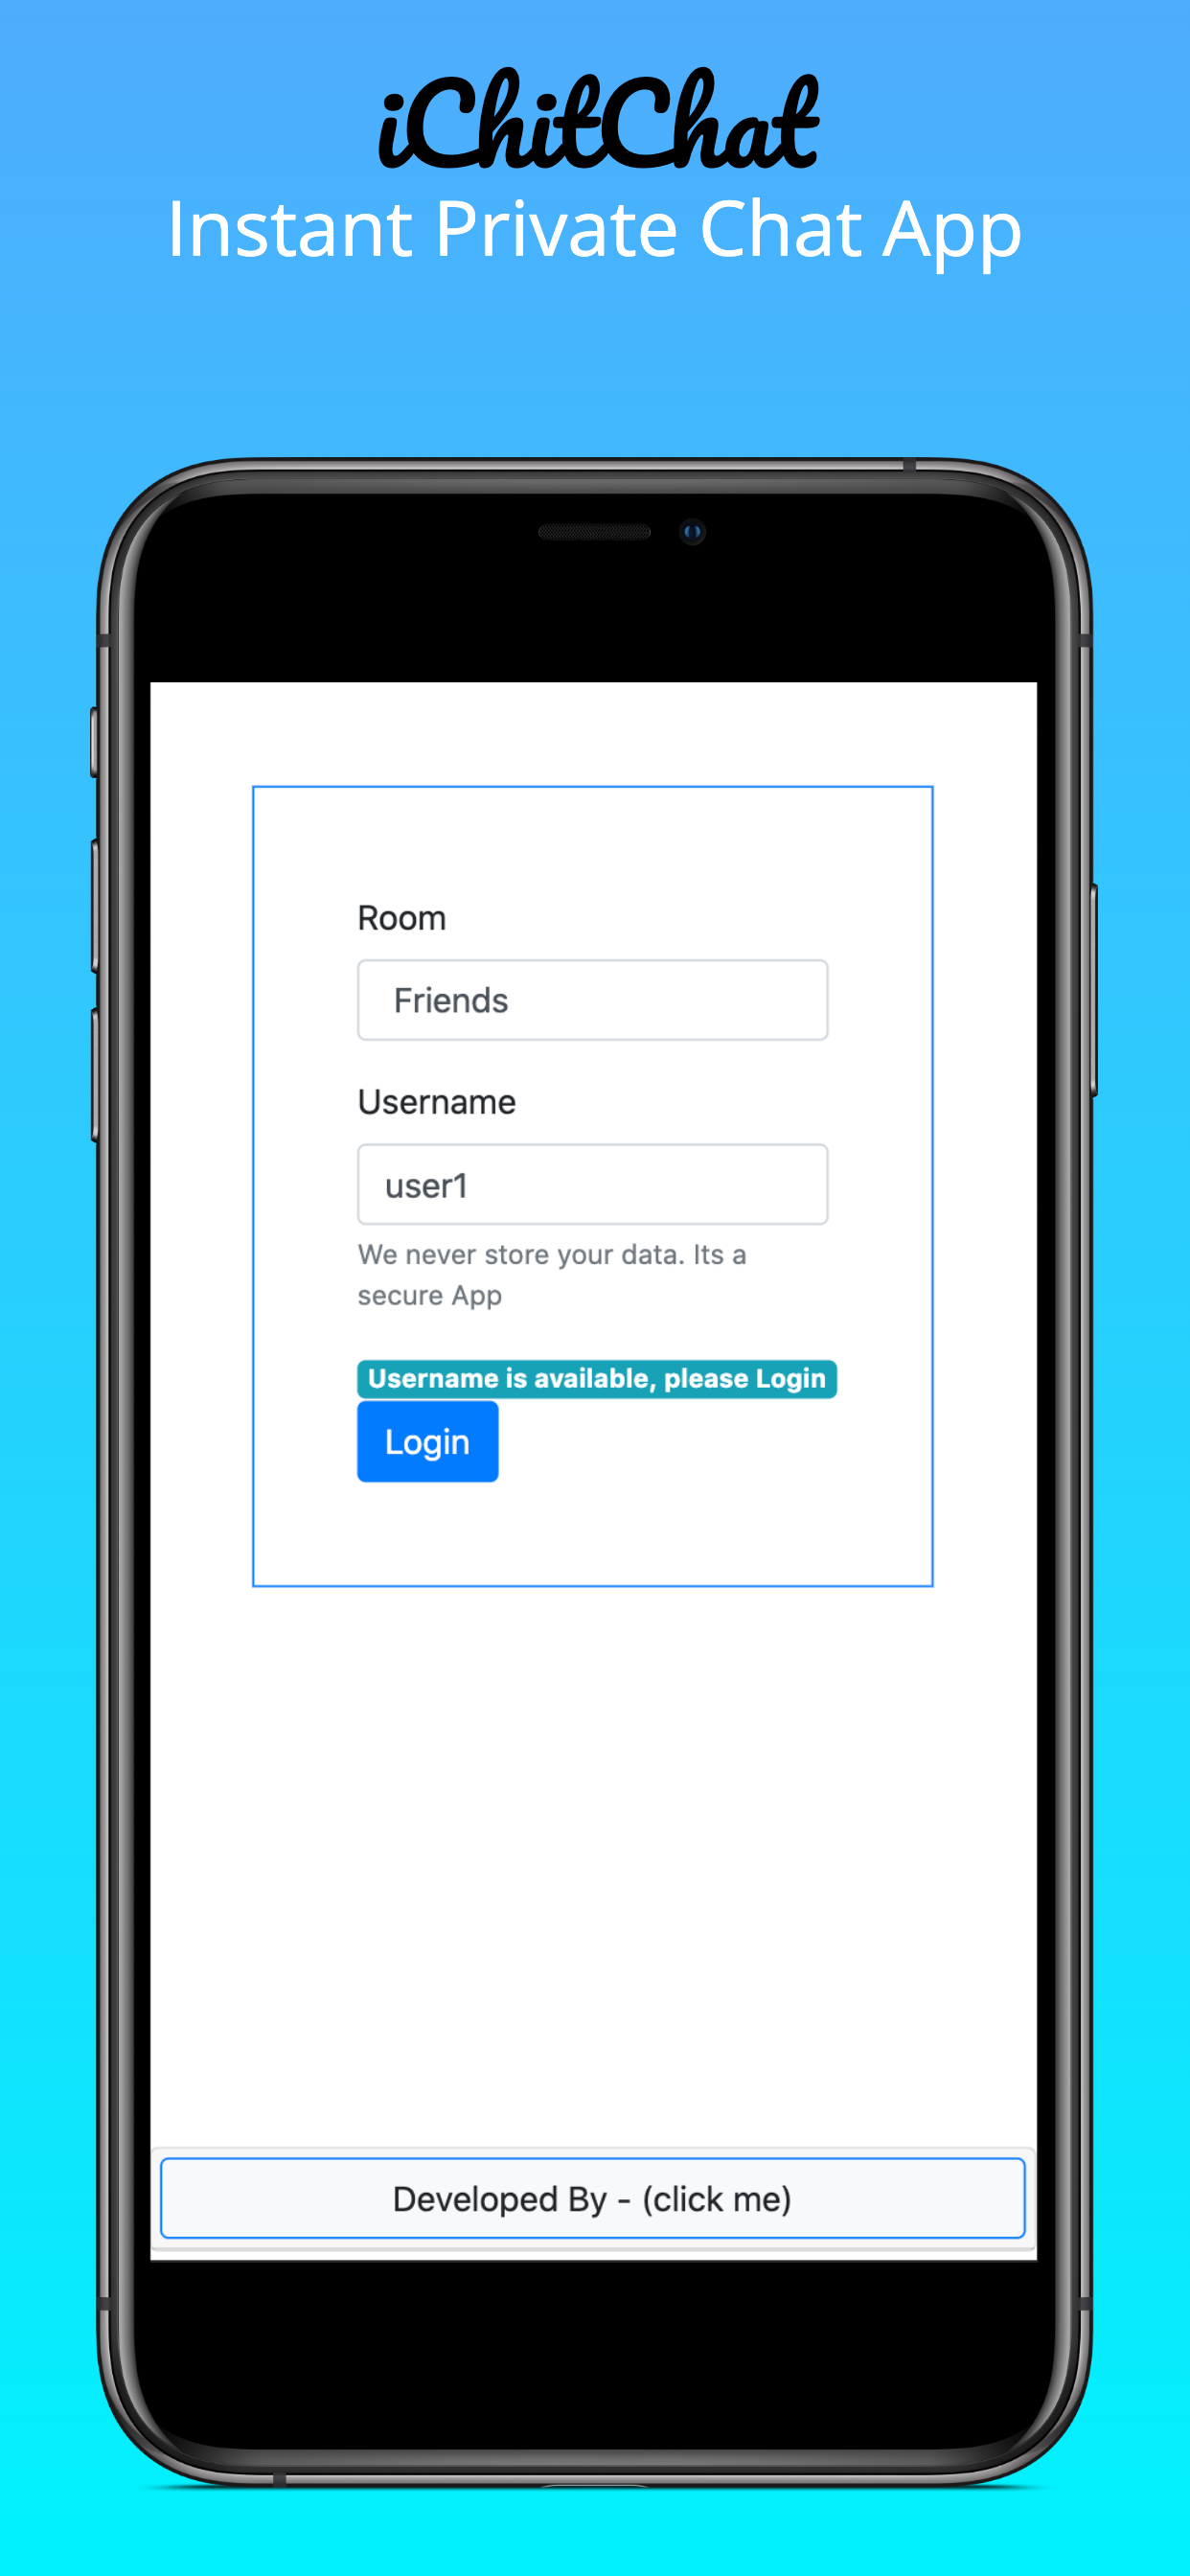 iChitChat
Instant Private Chat App
Room
Friends
Username
user1
We never store your data. Its a
secure App
Username is available, please Login
Login
Developed By - (click me)